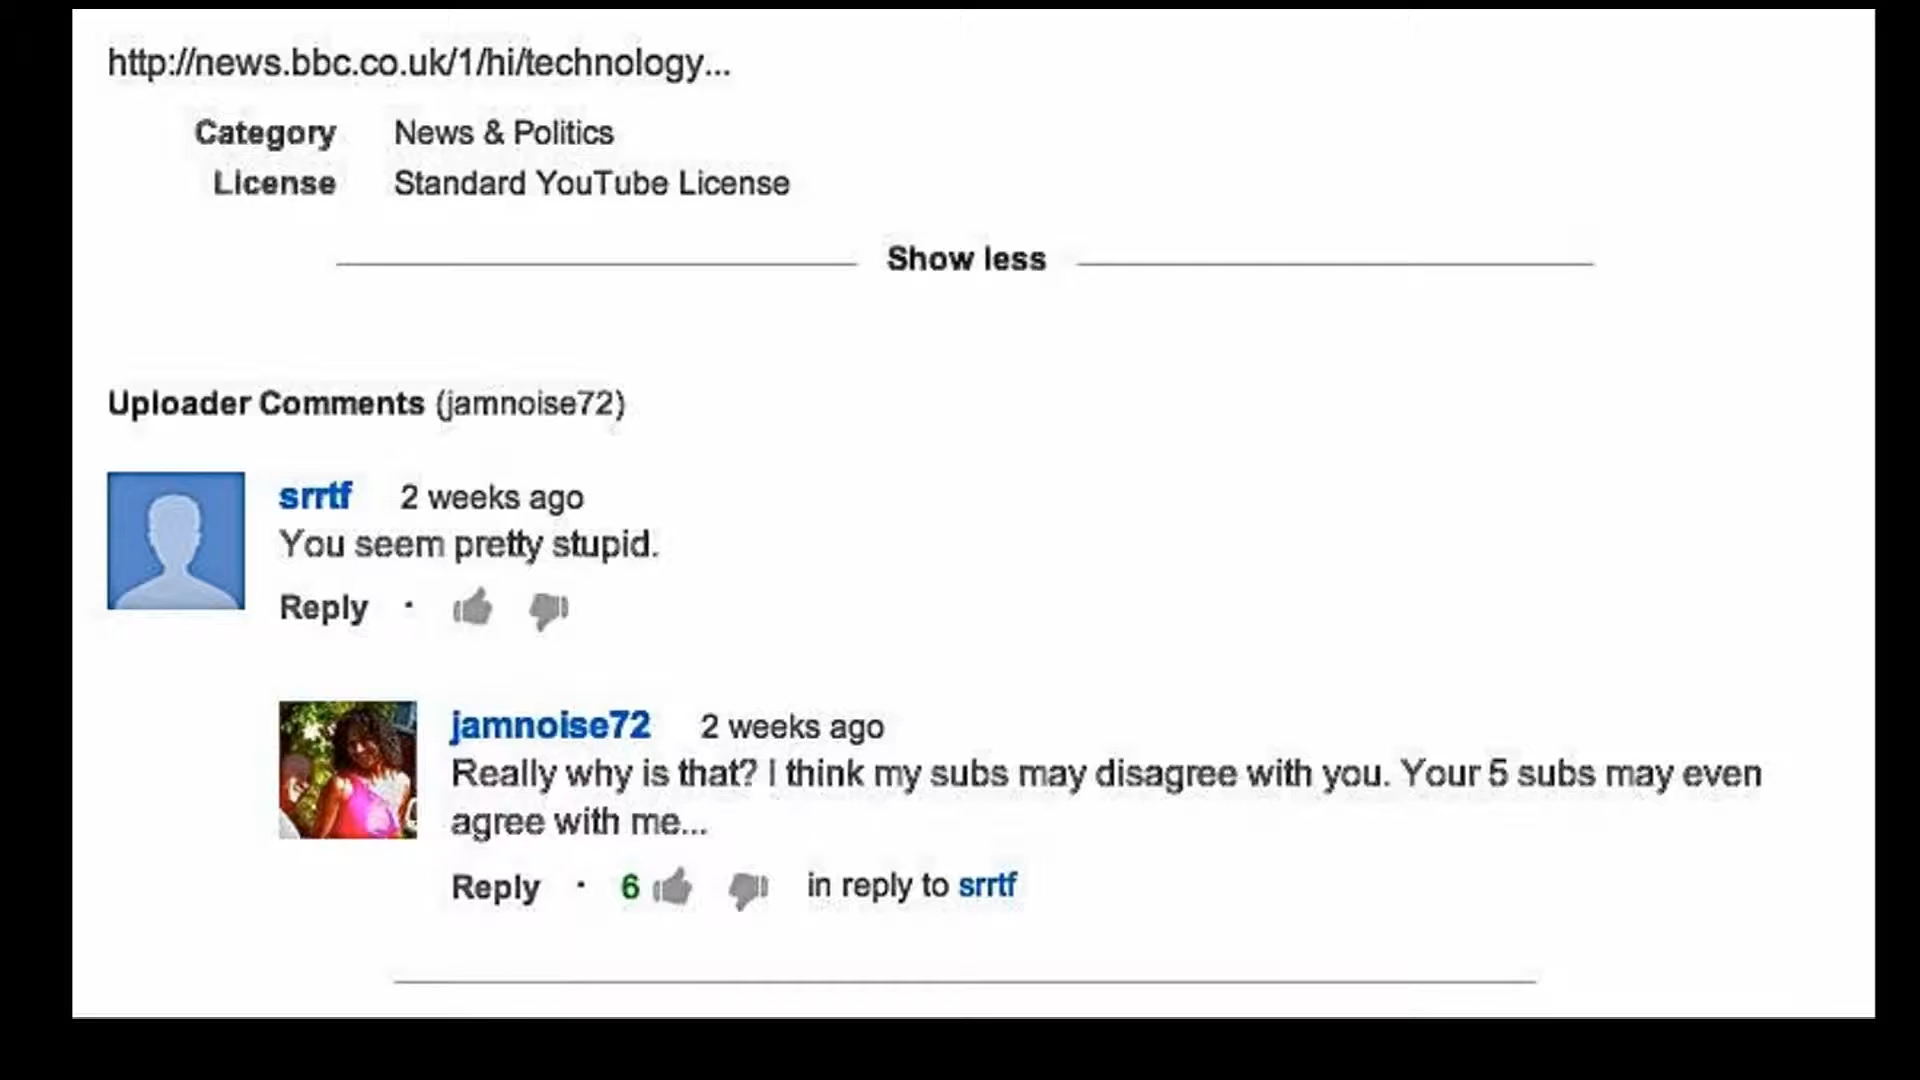 http://news.bbc.co.uk/1/hi/technology...
Category News & Politics
License Standard YouTube License
Show less
Uploader Comments (jamnoise72)
srrtf 2 weeks ago
You seem pretty stupid.
Reply ·
jamnoise72 2 weeks ago
Really why is that? I think my subs may disagree with you. Your 5 subs may even
agree with me...
Reply · 6 in reply to srrtf